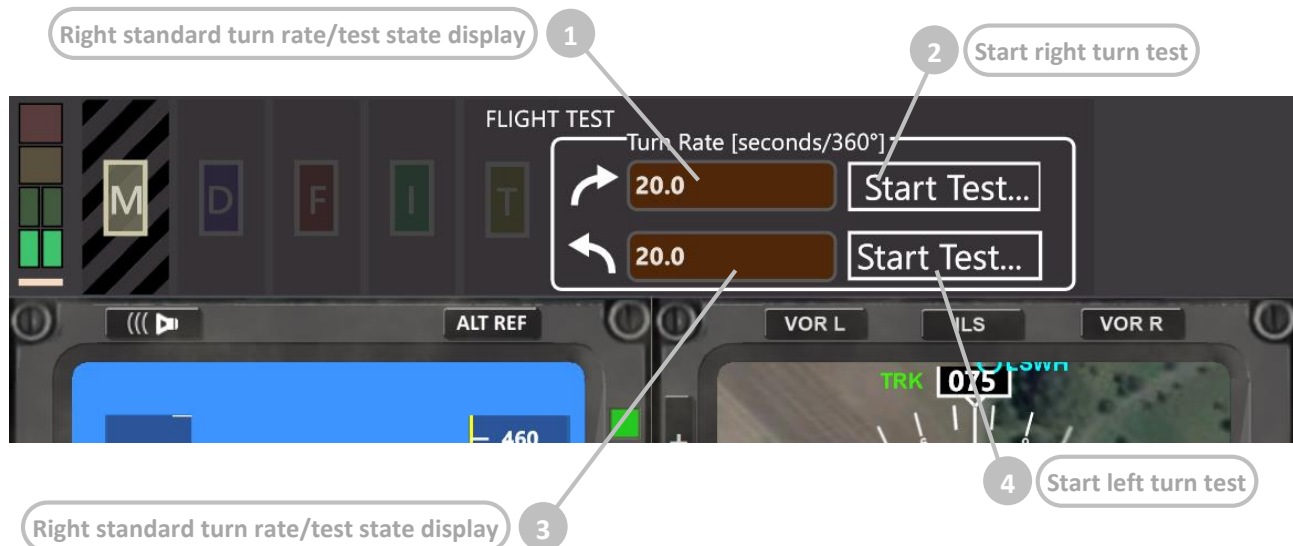 Right standard turn rate/test state display 1
2 Start right turn test
FLIGHT TEST
Turn Rate [seconds/360°]
M D F I T
20.0 Start Test...
20.0 Start Test...
ALT REF
VOR L ILS VOR R
TRK 075
LSWH
460
4 Start left turn test
Right standard turn rate/test state display 3